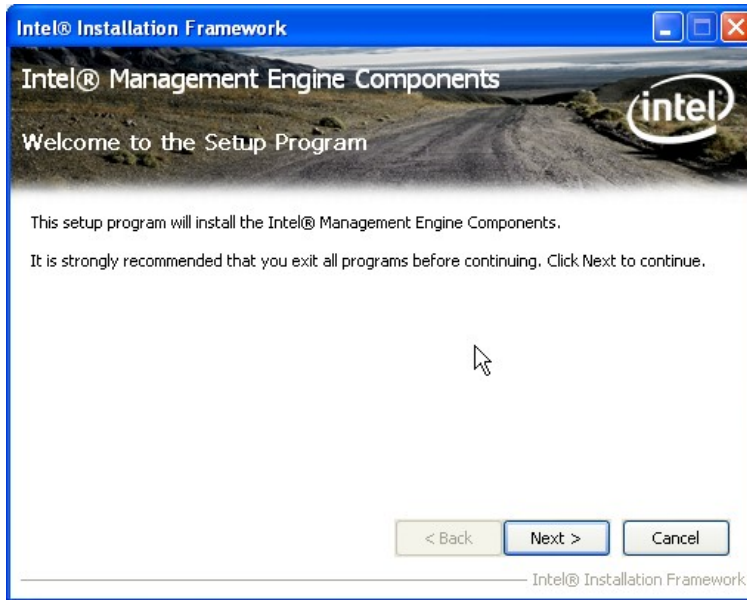 Intel® Installation Framework
Intel® Management Engine Components
intel
Welcome to the Setup Program
This setup program will install the Intel® Management Engine Components.
It is strongly recommended that you exit all programs before continuing. Click Next to continue.
< Back
Next >
Cancel
Intel® Installation Framework